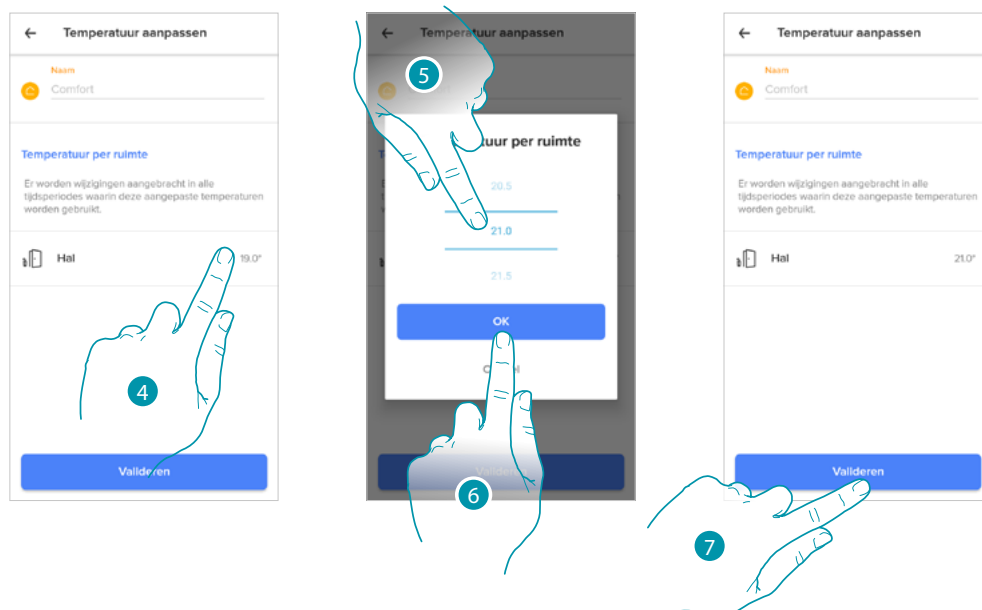 ← Temperatuur aanpassen
Naam
Comfort
Temperatuur per ruimte
Er worden wijzigingen aangebracht in alle
tijdsperiodes waarin deze aangepaste temperaturen
worden gebruikt.
Hal 19.0°
4
Valideren
← Temperatuur aanpassen
5
tuur per ruimte
20.5
21.0
21.5
OK
Valideren
6
← Temperatuur aanpassen
Naam
Comfort
Temperatuur per ruimte
Er worden wijzigingen aangebracht in alle
tijdsperiodes waarin deze aangepaste temperaturen
worden gebruikt.
Hal 21.0°
Valideren
7